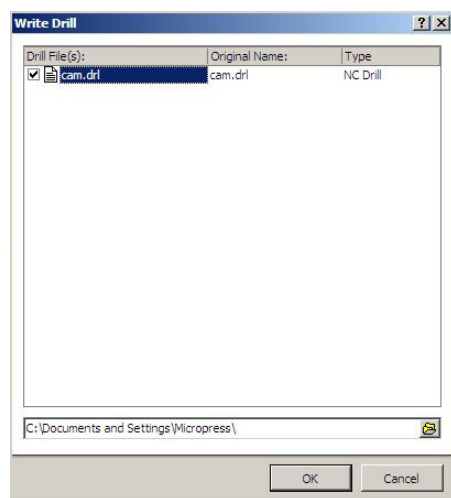 Write Drill
Drill File(s): Original Name: Type
cam.drl cam.drl NC Drill
C:\Documents and Settings\Micropress\
OK Cancel